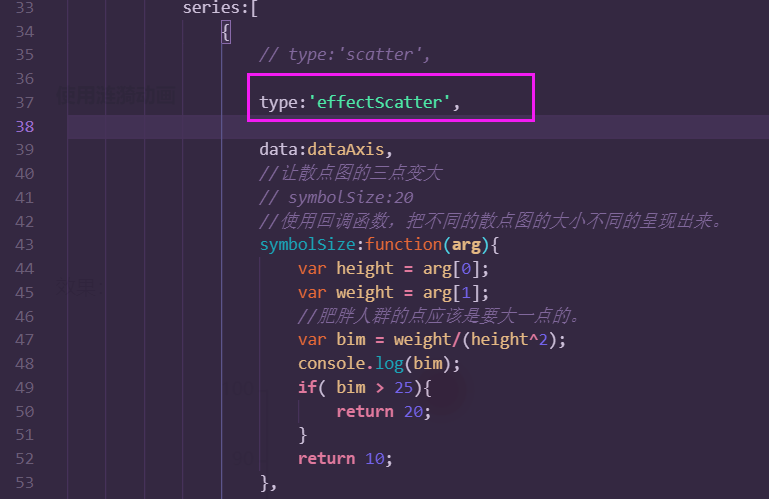 33 series:[
34 {
35 // type:'scatter',
36
37 type:'effectScatter',
38
39 data:dataAxis,
40 //让散点图的三点变大
41 // symbolSize:20
42 //使用回调函数，把不同的散点图的大小不同的呈现出来。
43 symbolSize:function(arg){
44 var height = arg[0];
45 var weight = arg[1];
46 //肥胖人群的点应该是要大一点的。
47 var bim = weight/(height^2);
48 console.log(bim);
49 if( bim > 25){
50 return 20;
51 }
52 return 10;
53 },